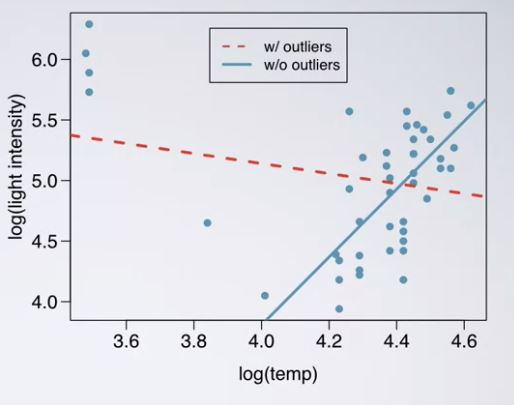 w/ outliers
w/o outliers
log(light intensity)
6.0
5.5
5.0
4.5
4.0
3.6 3.8 4.0 4.2 4.4 4.6
log(temp)